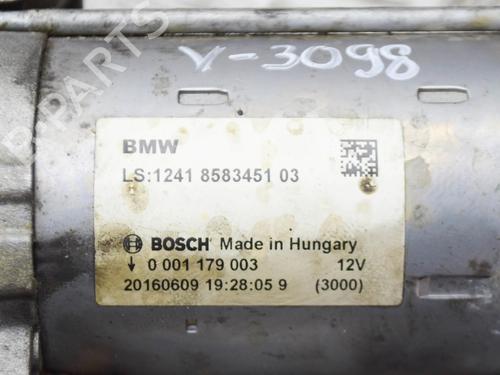 V-3098
BMW
LS:1241 8583451 03
BOSCH Made in Hungary
↓ 0 001 179 003 12V
20160609 19:28:05 9 (3000)
B-PARTS